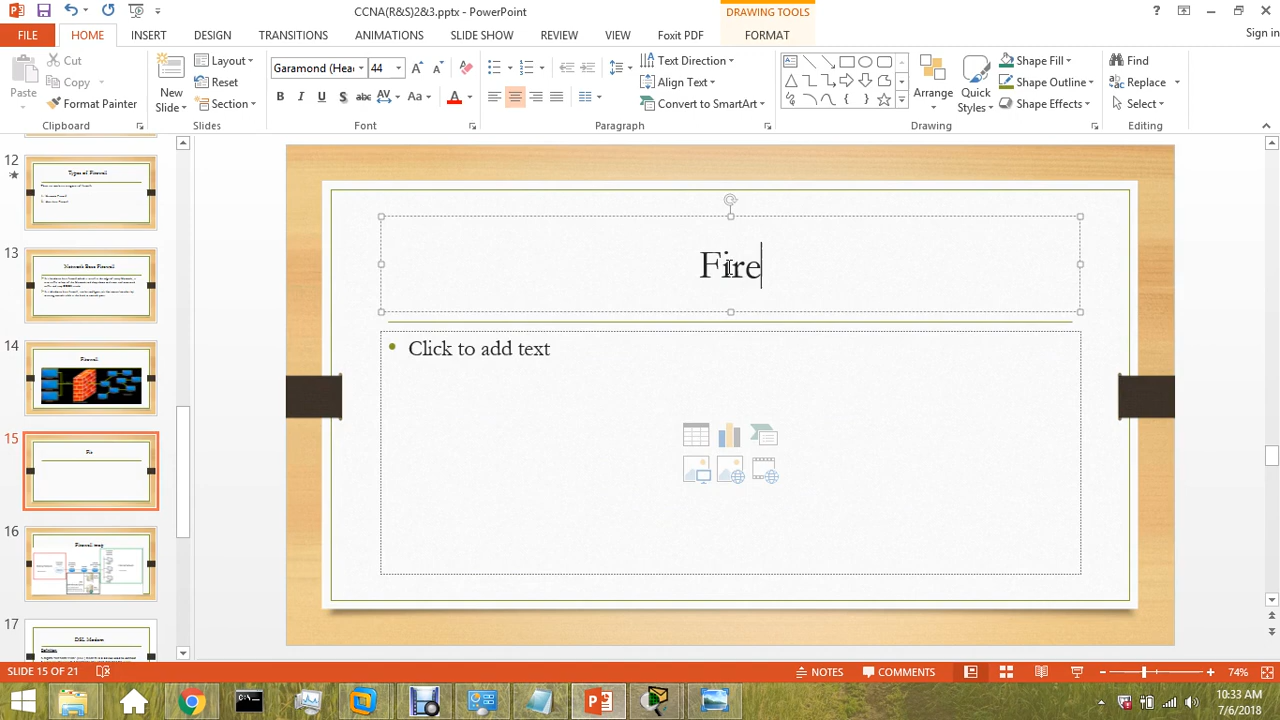 CCNA(R&S)2&3.pptx - PowerPoint
DRAWING TOOLS
Sign in
FILE
HOME
INSERT
DESIGN
TRANSITIONS
ANIMATIONS
SLIDE SHOW
REVIEW
VIEW
Foxit PDF
FORMAT
Paste
Cut
Copy
Format Painter
Clipboard
New
Slide
Layout
Reset
Section
Slides
Garamond (Hea
44
B I U S abc AV Aa A
Font
Text Direction
Align Text
Convert to SmartArt
Paragraph
Arrange
Quick
Styles
Shape Fill
Shape Outline
Shape Effects
Drawing
Find
Replace
Select
Editing
12
Types of Firewall
13
Network Base Firewall
14
Firewall
15
Fir
16
Firewall
17
DSL Modem
Fire
Click to add text
SLIDE 15 OF 21
NOTES
COMMENTS
74%
10:33 AM
7/6/2018